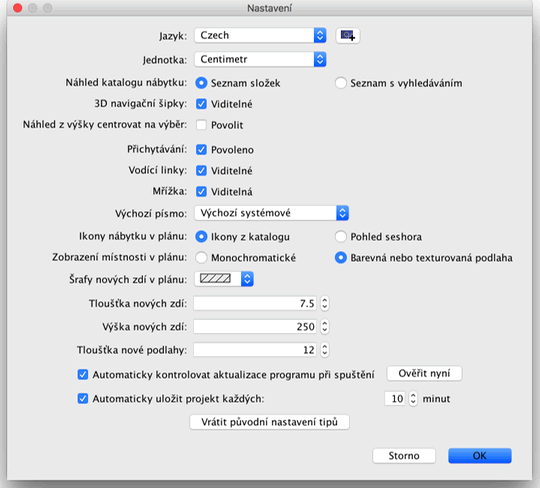 Nastavení
Jazyk: Czech
Jednotka: Centimetr
Náhled katalogu nábytku: Seznam složek Seznam s vyhledáváním
3D navigační šipky: Viditelné
Náhled z výšky centrovat na výběr: Povolit
Přichytávání: Povoleno
Vodící linky: Viditelné
Mřížka: Viditelná
Výchozí písmo: Výchozí systémové
Ikony nábytku v plánu: Ikony z katalogu Pohled seshora
Zobrazení místnosti v plánu: Monochromatické Barevná nebo texturovaná podlaha
Šrafy nových zdí v plánu:
Tloušťka nových zdí: 7.5
Výška nových zdí: 250
Tloušťka nové podlahy: 12
Automaticky kontrolovat aktualizace programu při spuštění Ověřit nyní
Automaticky uložit projekt každých: 10 minut
Vrátit původní nastavení tipů
Storno OK